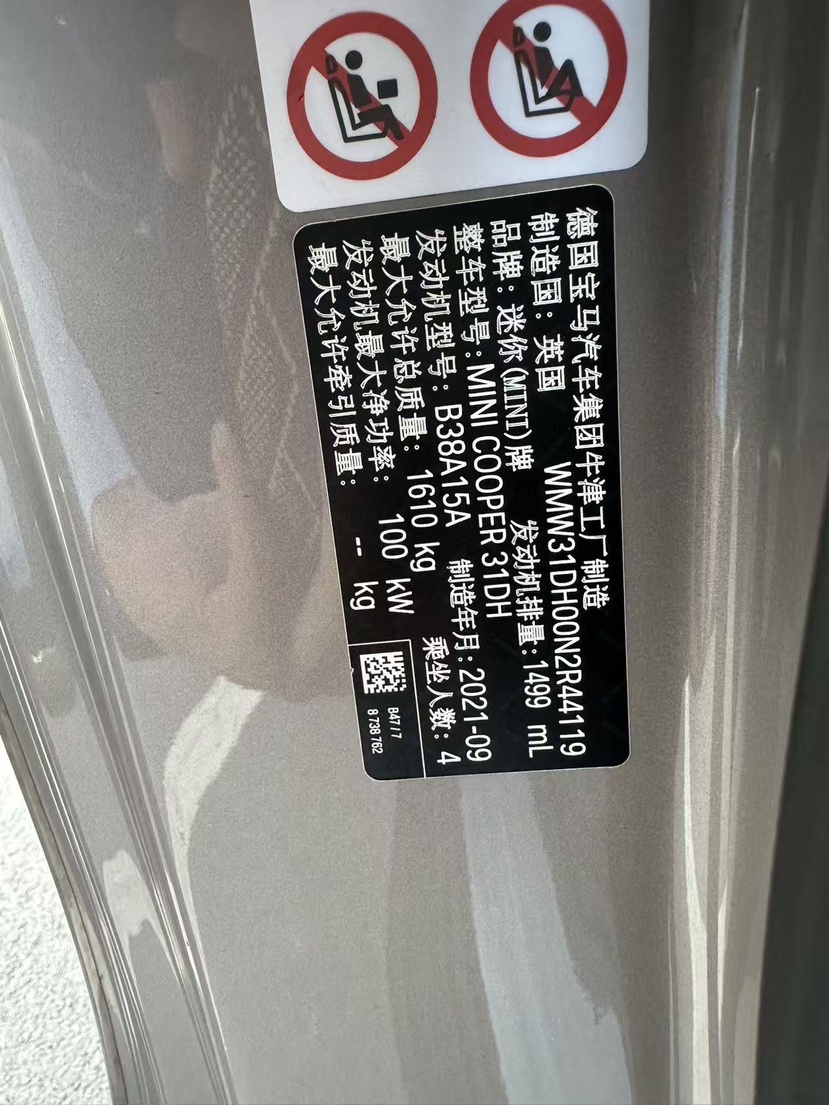 德国宝马汽车集团牛津工厂制造
制造国: 英国 WMW31DH00N2R44119
品牌: 迷你(MINI)牌 发动机排量: 1499 mL
整车型号: MINI COOPER 31DH
发动机型号: B38A15A 制造年月: 2021-09
最大允许总质量: 1610 kg 乘坐人数: 4
发动机最大净功率: 100 kW
最大允许牵引质量: -- kg
B47 / 7
8 738 762